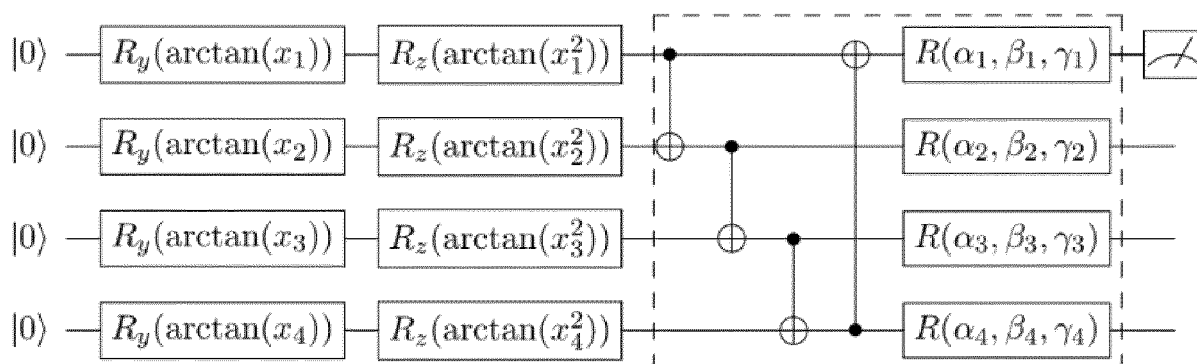 |0⟩ R_y(arctan(x_1)) R_z(arctan(x_1^2)) R(α_1, β_1, γ_1)
|0⟩ R_y(arctan(x_2)) R_z(arctan(x_2^2)) R(α_2, β_2, γ_2)
|0⟩ R_y(arctan(x_3)) R_z(arctan(x_3^2)) R(α_3, β_3, γ_3)
|0⟩ R_y(arctan(x_4)) R_z(arctan(x_4^2)) R(α_4, β_4, γ_4)